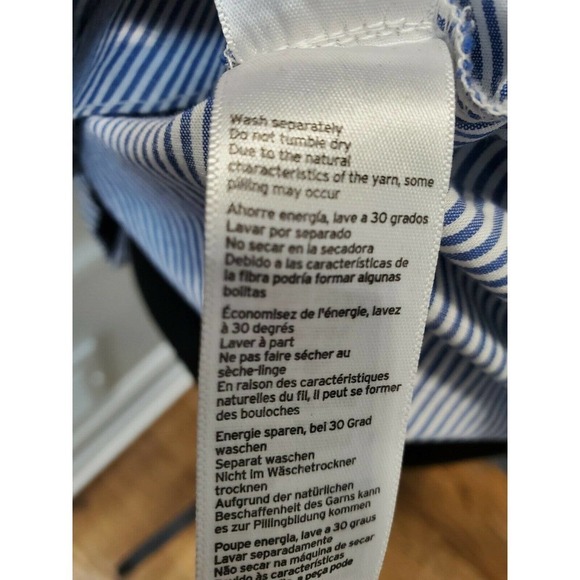 Wash separately
Do not tumble dry
Due to the natural
characteristics of the yarn, some
pilling may occur
Ahorre energía, lave a 30 grados
Lavar por separado
No secar en la secadora
Debido a las características de
la fibra podría formar algunas
bolitas
Économisez de l'énergie, lavez
à 30 degrés
Laver à part
Ne pas faire sécher au
sèche-linge
En raison des caractéristiques
naturelles du fil, il peut se former
des bouloches
Energie sparen, bei 30 Grad
waschen
Separat waschen
Nicht im Wäschetrockner
trocknen
Aufgrund der natürlichen
Beschaffenheit des Garns kann
es zur Pillingbildung kommen
Poupe energia, lave a 30 graus
Lavar separadamente
Não secar na máquina de secar
às características
a peça pode